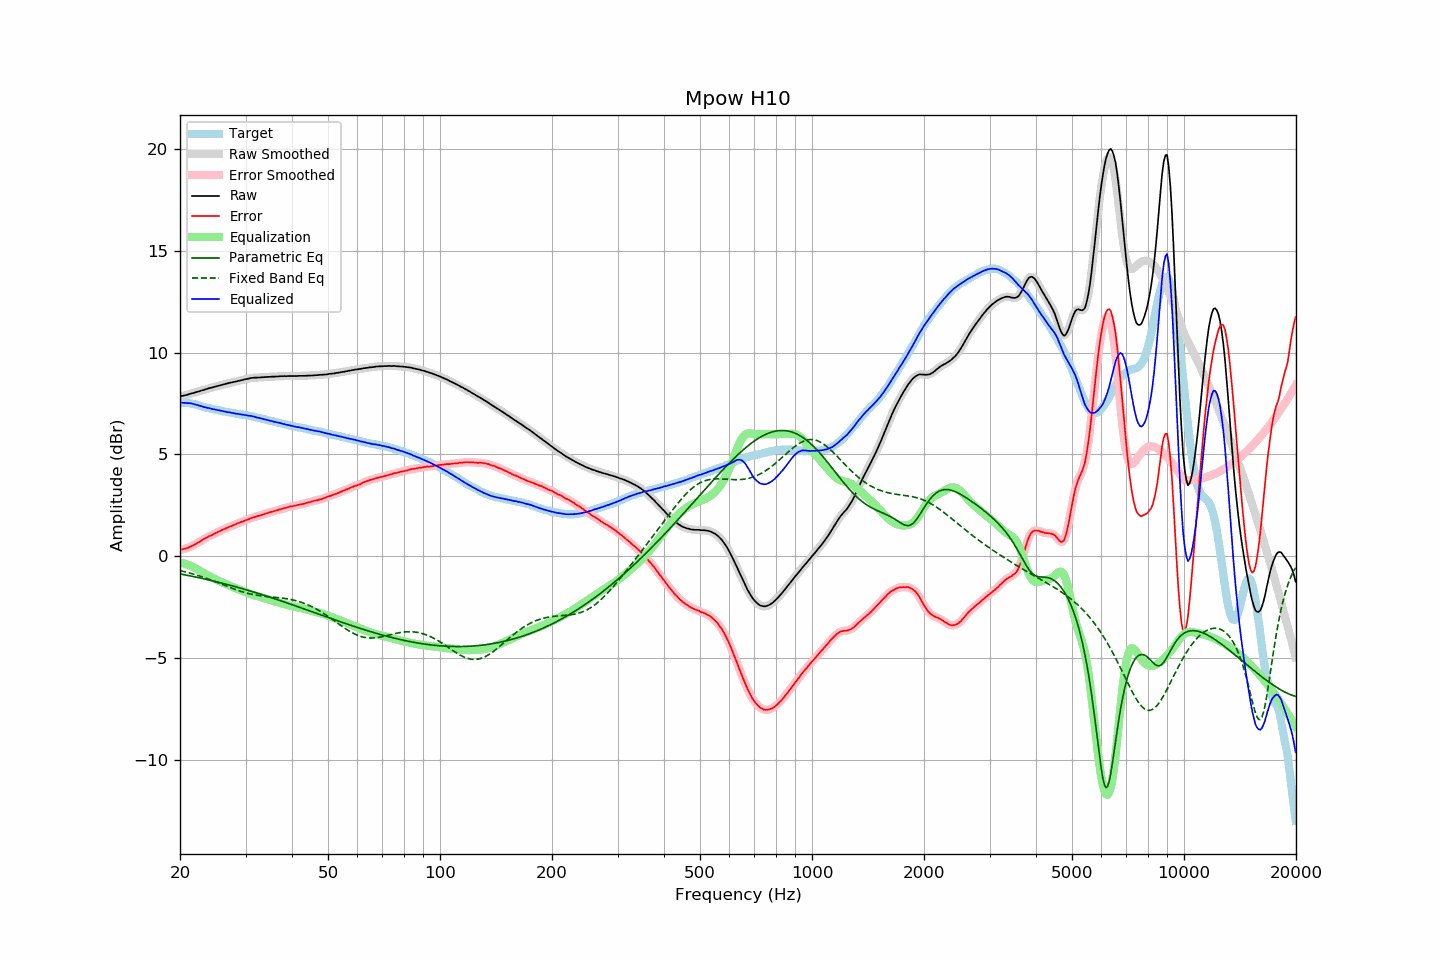 Mpow H10
Target
Raw Smoothed
Error Smoothed
Raw
Error
Equalization
Parametric Eq
Fixed Band Eq
Equalized
Amplitude (dBr)
20
15
10
5
0
−5
−10
20 50 100 200 500 1000 2000 5000 10000 20000
Frequency (Hz)